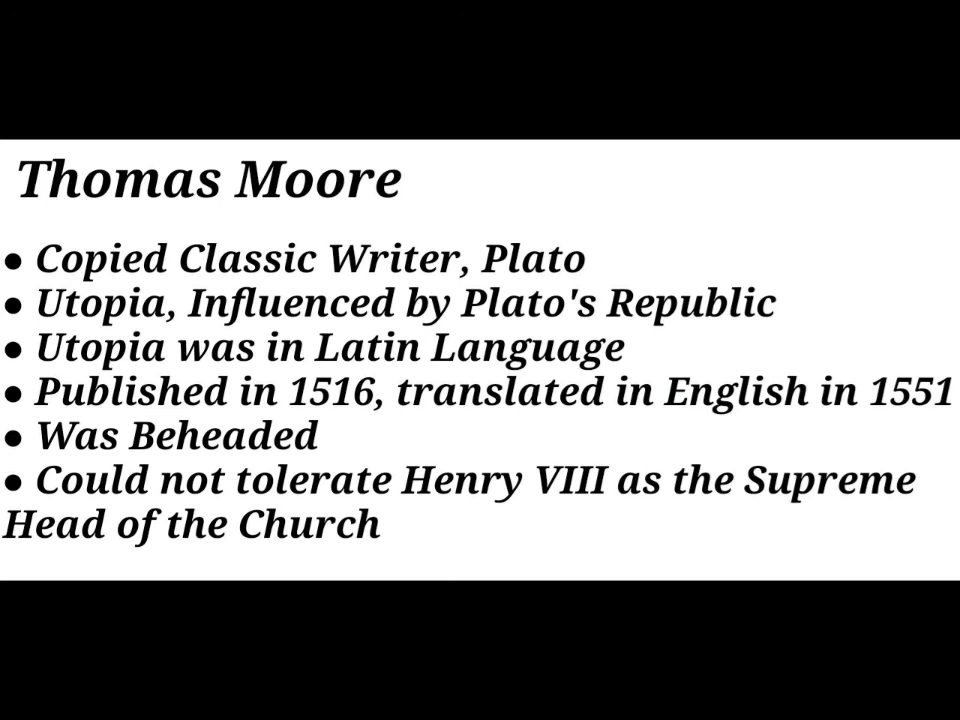 Thomas Moore
• Copied Classic Writer, Plato
• Utopia, Influenced by Plato's Republic
• Utopia was in Latin Language
• Published in 1516, translated in English in 1551
• Was Beheaded
• Could not tolerate Henry VIII as the Supreme
Head of the Church